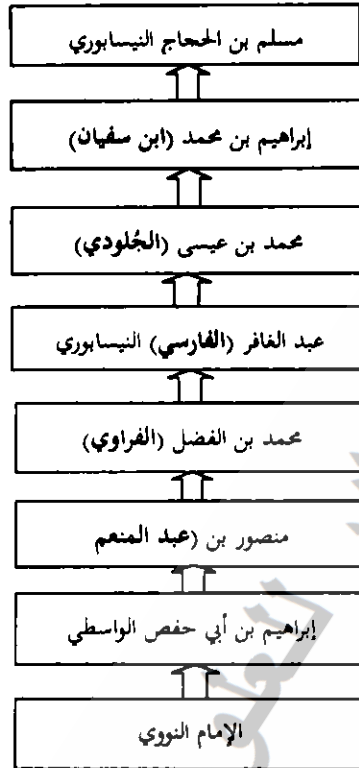 مسلم بن الحجاج النيسابوري
إبراهيم بن محمد (ابن سفيان)
محمد بن عيسى (الجُلودي)
عبد الغافر (الفارسي) النيسابوري
محمد بن الفضل (الفراوي)
منصور بن (عبد المنعم
إبراهيم بن أبي حفص الواسطي
الإمام النووي